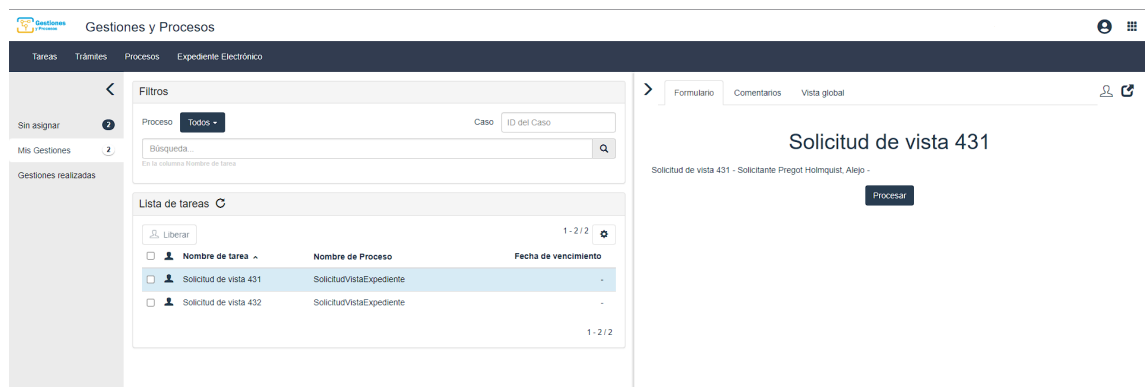 Gestiones
y Procesos
Gestiones y Procesos
Tareas Trámites Procesos Expediente Electrónico
Sin asignar 2
Mis Gestiones 2
Gestiones realizadas
Filtros
Proceso Todos Caso ID del Caso
Búsqueda...
En la columna Nombre de tarea
Lista de tareas
Liberar 1 - 2 / 2
Nombre de tarea Nombre de Proceso Fecha de vencimiento
Solicitud de vista 431 SolicitudVistaExpediente -
Solicitud de vista 432 SolicitudVistaExpediente -
1 - 2 / 2
Formulario Comentarios Vista global
Solicitud de vista 431
Solicitud de vista 431 - Solicitante Pregot Holmquist, Alejo -
Procesar